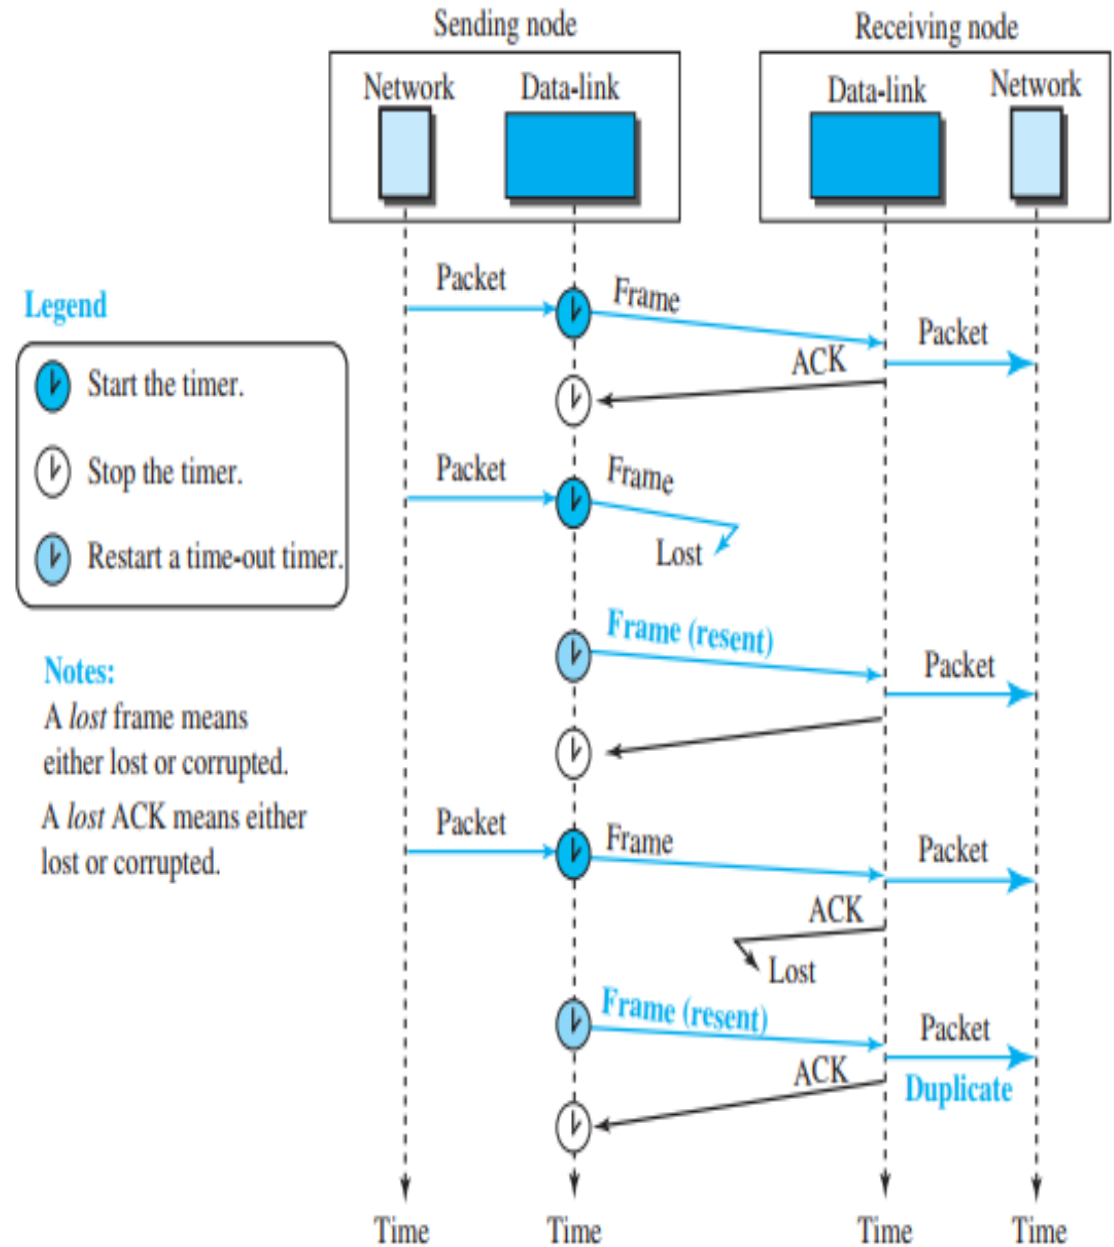 Sending node
Receiving node
Network
Data-link
Data-link
Network
Legend
Start the timer.
Stop the timer.
Restart a time-out timer.
Notes:
A lost frame means
either lost or corrupted.
A lost ACK means either
lost or corrupted.
Packet
Frame
Packet
ACK
Packet
Frame
Lost
Frame (resent)
Packet
Packet
Frame
Packet
ACK
Lost
Frame (resent)
Packet
ACK
Duplicate
Time
Time
Time
Time